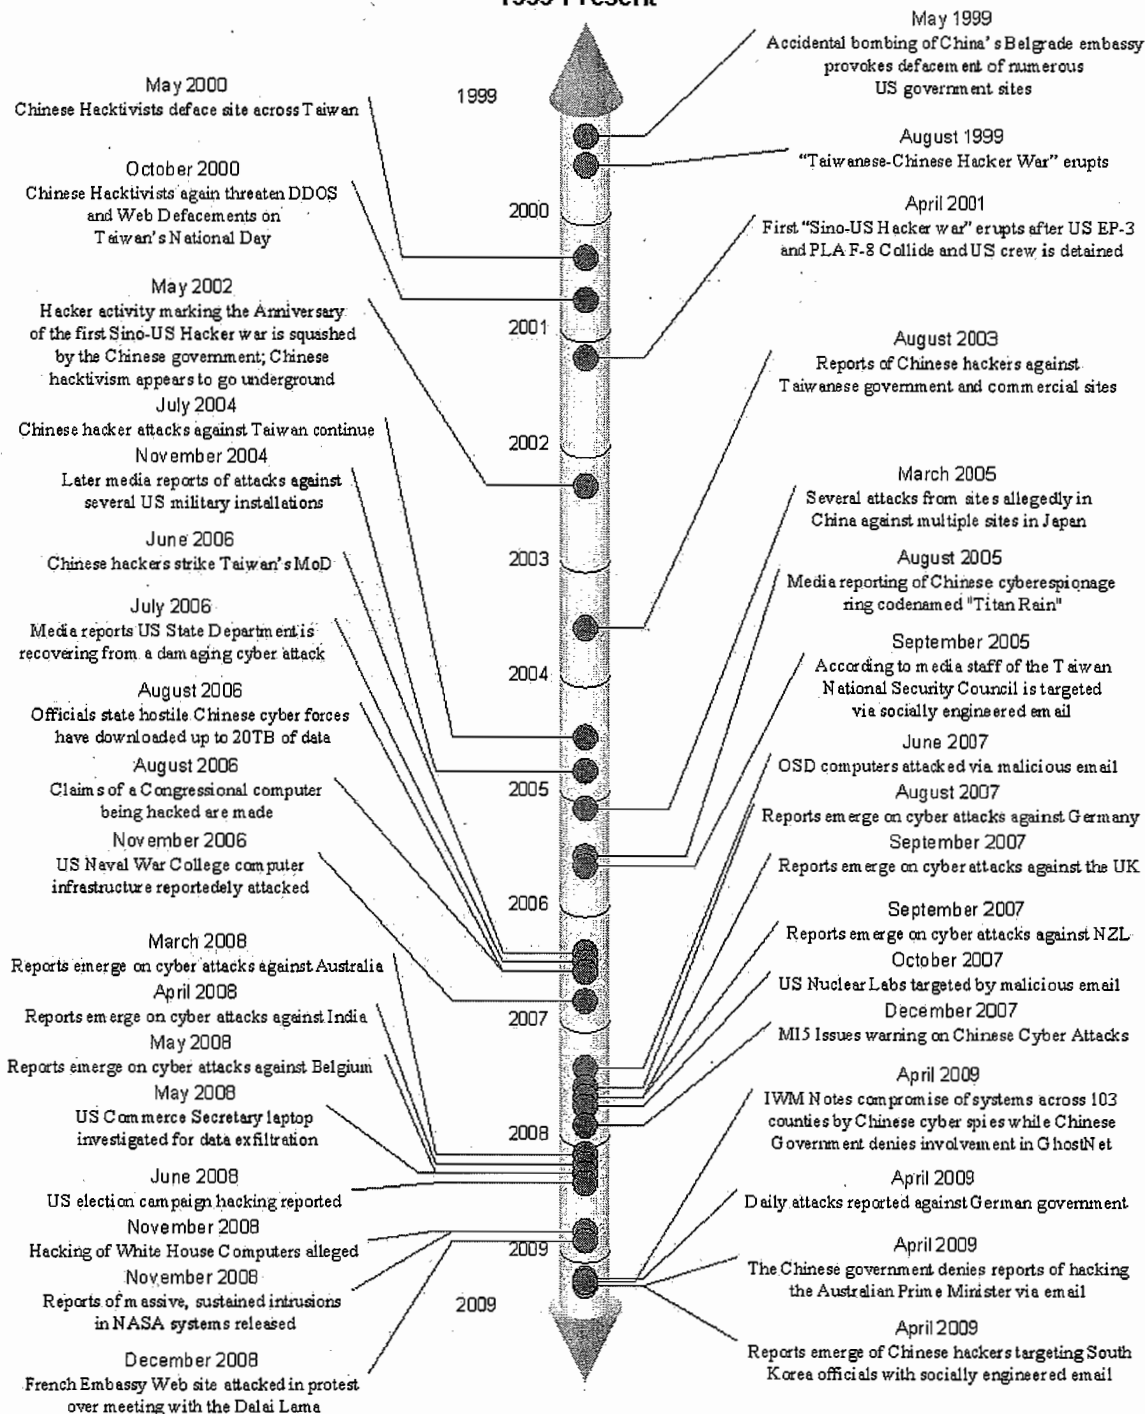 1999-Present
May 1999
Accidental bombing of China's Belgrade embassy
provokes defacement of numerous
US government sites
August 1999
"Taiwanese-Chinese Hacker War" erupts
April 2001
First "Sino-US Hacker war" erupts after US EP-3
and PLA F-8 Collide and US crew is detained
August 2003
Reports of Chinese hackers against
Taiwanese government and commercial sites
March 2005
Several attacks from sites allegedly in
China against multiple sites in Japan
August 2005
Media reporting of Chinese cyberespionage
ring codenamed "Titan Rain"
September 2005
According to media staff of the Taiwan
National Security Council is targeted
via socially engineered email
June 2007
OSD computers attacked via malicious email
August 2007
Reports emerge on cyber attacks against Germany
September 2007
Reports emerge on cyber attacks against the UK
September 2007
Reports emerge on cyber attacks against NZL
October 2007
US Nuclear Labs targeted by malicious email
December 2007
MI5 Issues warning on Chinese Cyber Attacks
April 2009
IWM Notes compromise of systems across 103
counties by Chinese cyber spies while Chinese
Government denies involvement in GhostNet
April 2009
Daily attacks reported against German government
April 2009
The Chinese government denies reports of hacking
the Australian Prime Minister via email
April 2009
Reports emerge of Chinese hackers targeting South
Korea officials with socially engineered email
1999
2000
2001
2002
2003
2004
2005
2006
2007
2008
2009
2009
May 2000
Chinese Hacktivists deface site across Taiwan
October 2000
Chinese Hacktivists again threaten DDOS
and Web Defacements on
Taiwan's National Day
May 2002
Hacker activity marking the Anniversary
of the first Sino-US Hacker war is squashed
by the Chinese government; Chinese
hacktivism appears to go underground
July 2004
Chinese hacker attacks against Taiwan continue
November 2004
Later media reports of attacks against
several US military installations
June 2006
Chinese hackers strike Taiwan's MoD
July 2006
Media reports US State Department is
recovering from a damaging cyber attack
August 2006
Officials state hostile Chinese cyber forces
have downloaded up to 20TB of data
August 2006
Claims of a Congressional computer
being hacked are made
November 2006
US Naval War College computer
infrastructure reportedely attacked
March 2008
Reports emerge on cyber attacks against Australia
April 2008
Reports emerge on cyber attacks against India
May 2008
Reports emerge on cyber attacks against Belgium
May 2008
US Commerce Secretary laptop
investigated for data exfiltration
June 2008
US election campaign hacking reported
November 2008
Hacking of White House Computers alleged
November 2008
Reports of massive, sustained intrusions
in NASA systems released
December 2008
French Embassy Web site attacked in protest
over meeting with the Dalai Lama